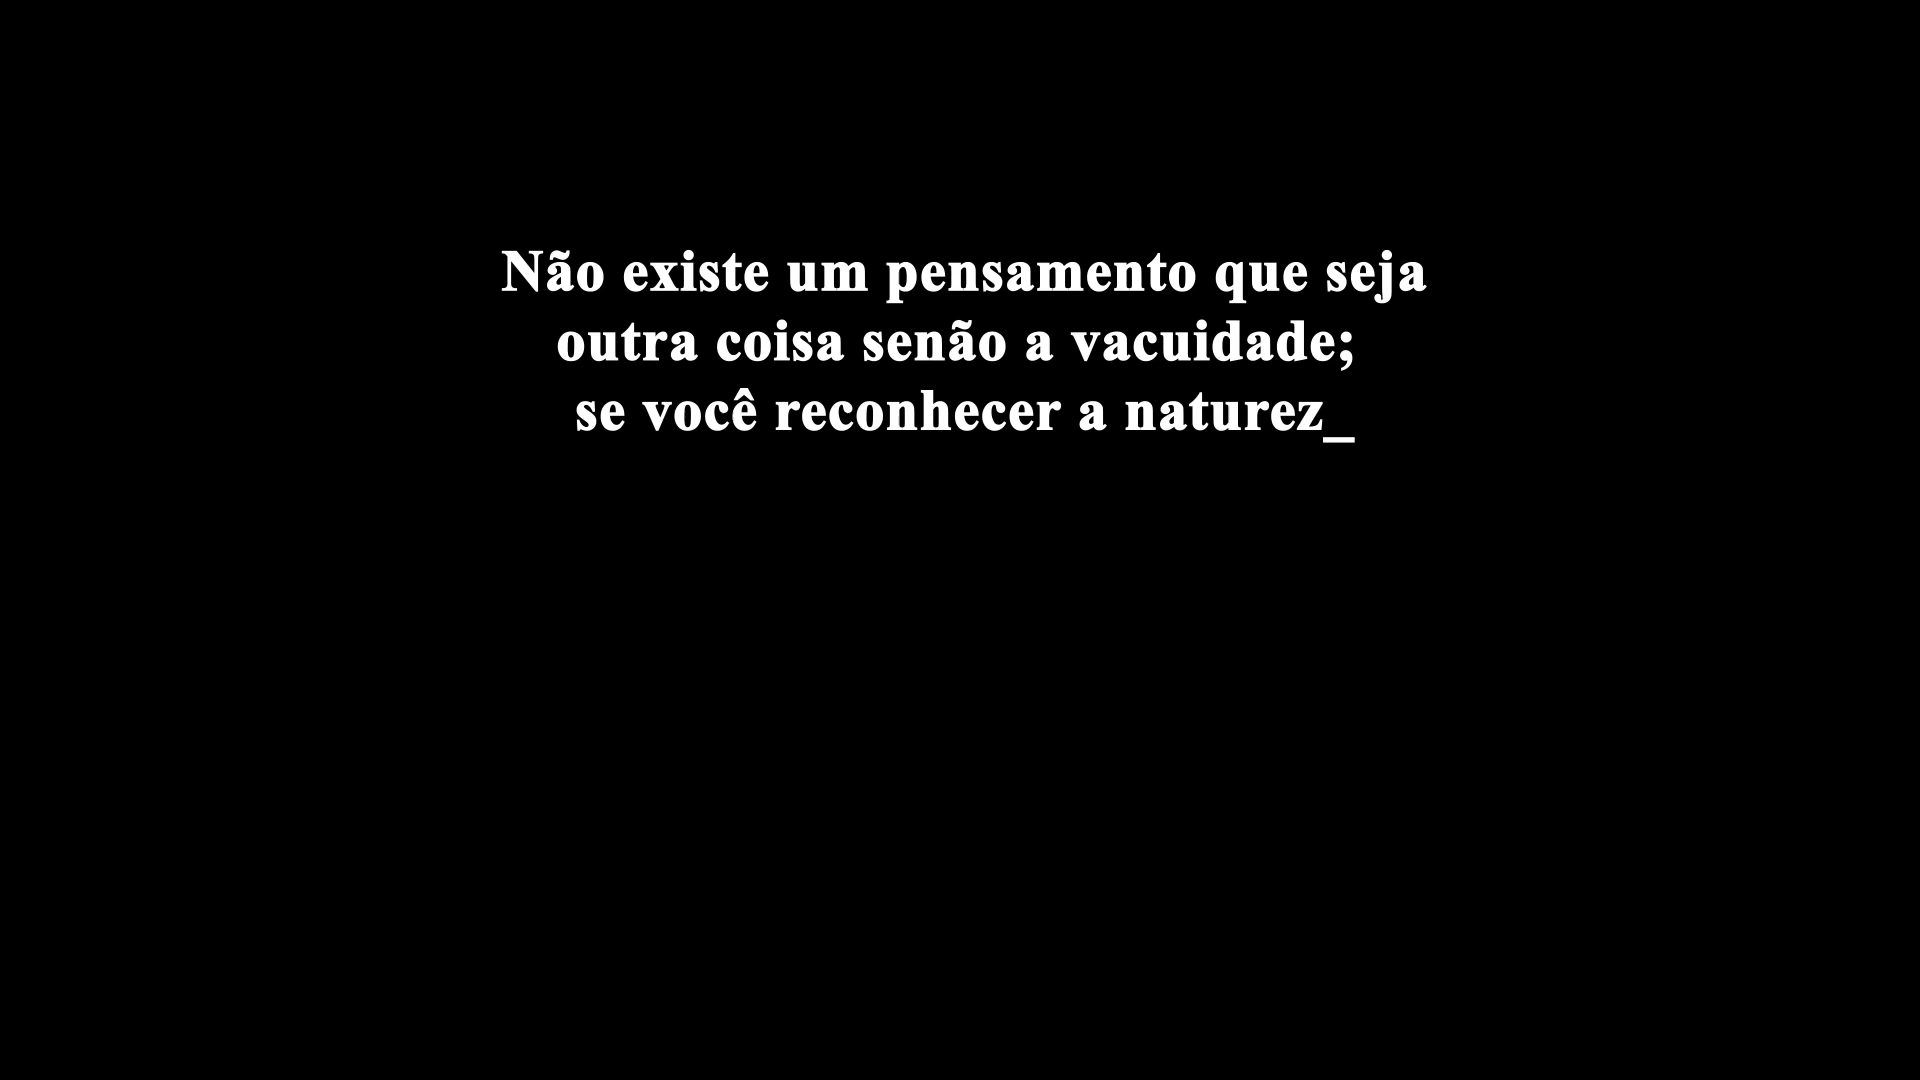 Não existe um pensamento que seja
outra coisa senão a vacuidade;
se você reconhecer a naturez_